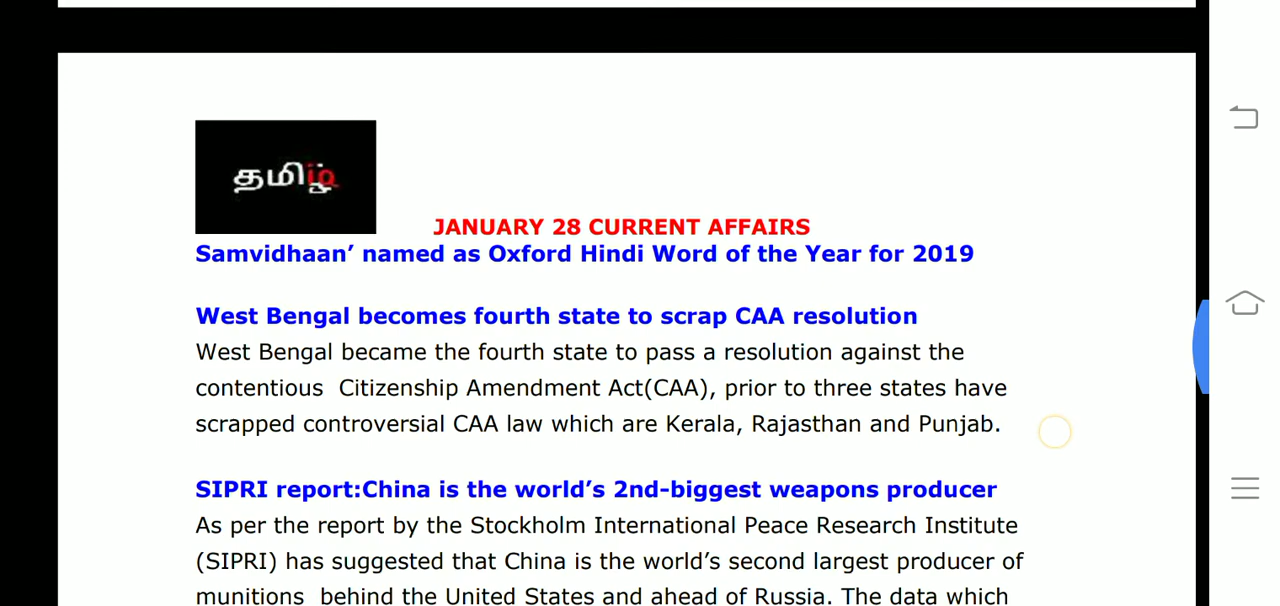 தமிழ்
JANUARY 28 CURRENT AFFAIRS
Samvidhaan’ named as Oxford Hindi Word of the Year for 2019
West Bengal becomes fourth state to scrap CAA resolution
West Bengal became the fourth state to pass a resolution against the
contentious  Citizenship Amendment Act(CAA), prior to three states have
scrapped controversial CAA law which are Kerala, Rajasthan and Punjab.
SIPRI report:China is the world’s 2nd-biggest weapons producer
As per the report by the Stockholm International Peace Research Institute
(SIPRI) has suggested that China is the world’s second largest producer of
munitions  behind the United States and ahead of Russia. The data which